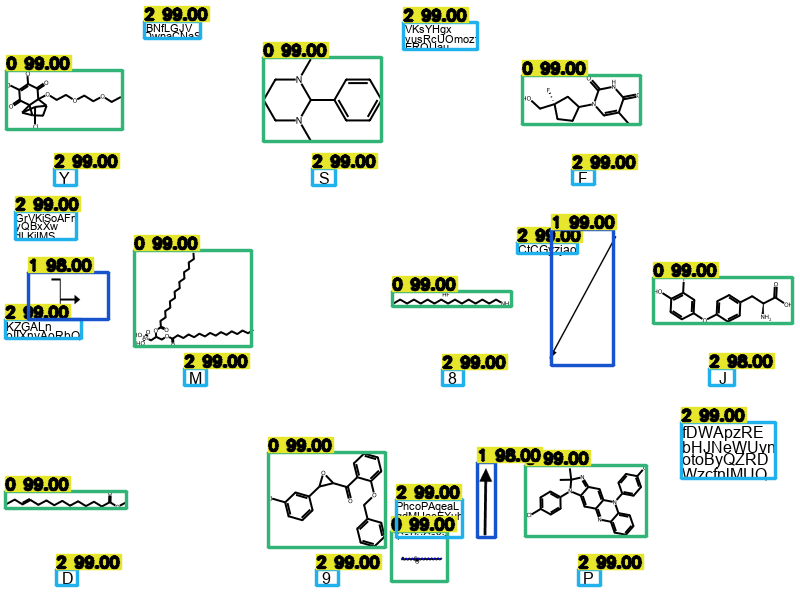 2 99.00
BNfLGJV
2 99.00
VKsYHgx
0 99.00
0 99.00
0 99.00
2 99.00
Y
2 99.00
S
2 99.00
F
2 99.00
GrVKiSoAFr
yQBxXw
1 98.00
2 99.00
KZGALn
0 99.00
M
2 99.00
0 99.00
2 99.00
8
1 99.00
2 99.00
0 99.00
2 98.00
J
2 99.00
fDWApzRE
bHJNeWUvn
otoByQZRD
0 99.00
2 99.00
D
0 99.00
2 99.00
9
2 99.00
PhcoPAqeaL
0 99.00
1 98.00
99.00
2 99.00
P